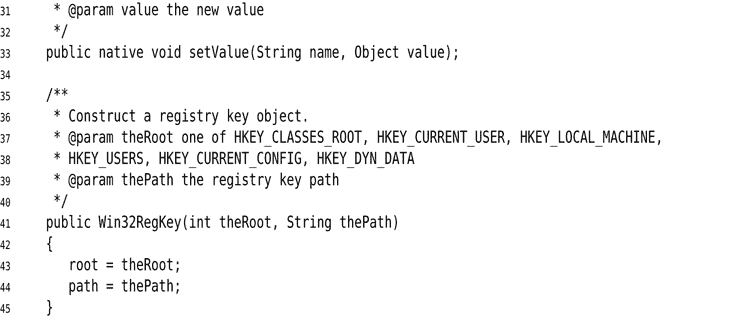 31     * @param value the new value
32     */
33    public native void setValue(String name, Object value);
34
35    /**
36     * Construct a registry key object.
37     * @param theRoot one of HKEY_CLASSES_ROOT, HKEY_CURRENT_USER, HKEY_LOCAL_MACHINE,
38     * HKEY_USERS, HKEY_CURRENT_CONFIG, HKEY_DYN_DATA
39     * @param thePath the registry key path
40     */
41    public Win32RegKey(int theRoot, String thePath)
42    {
43       root = theRoot;
44       path = thePath;
45    }